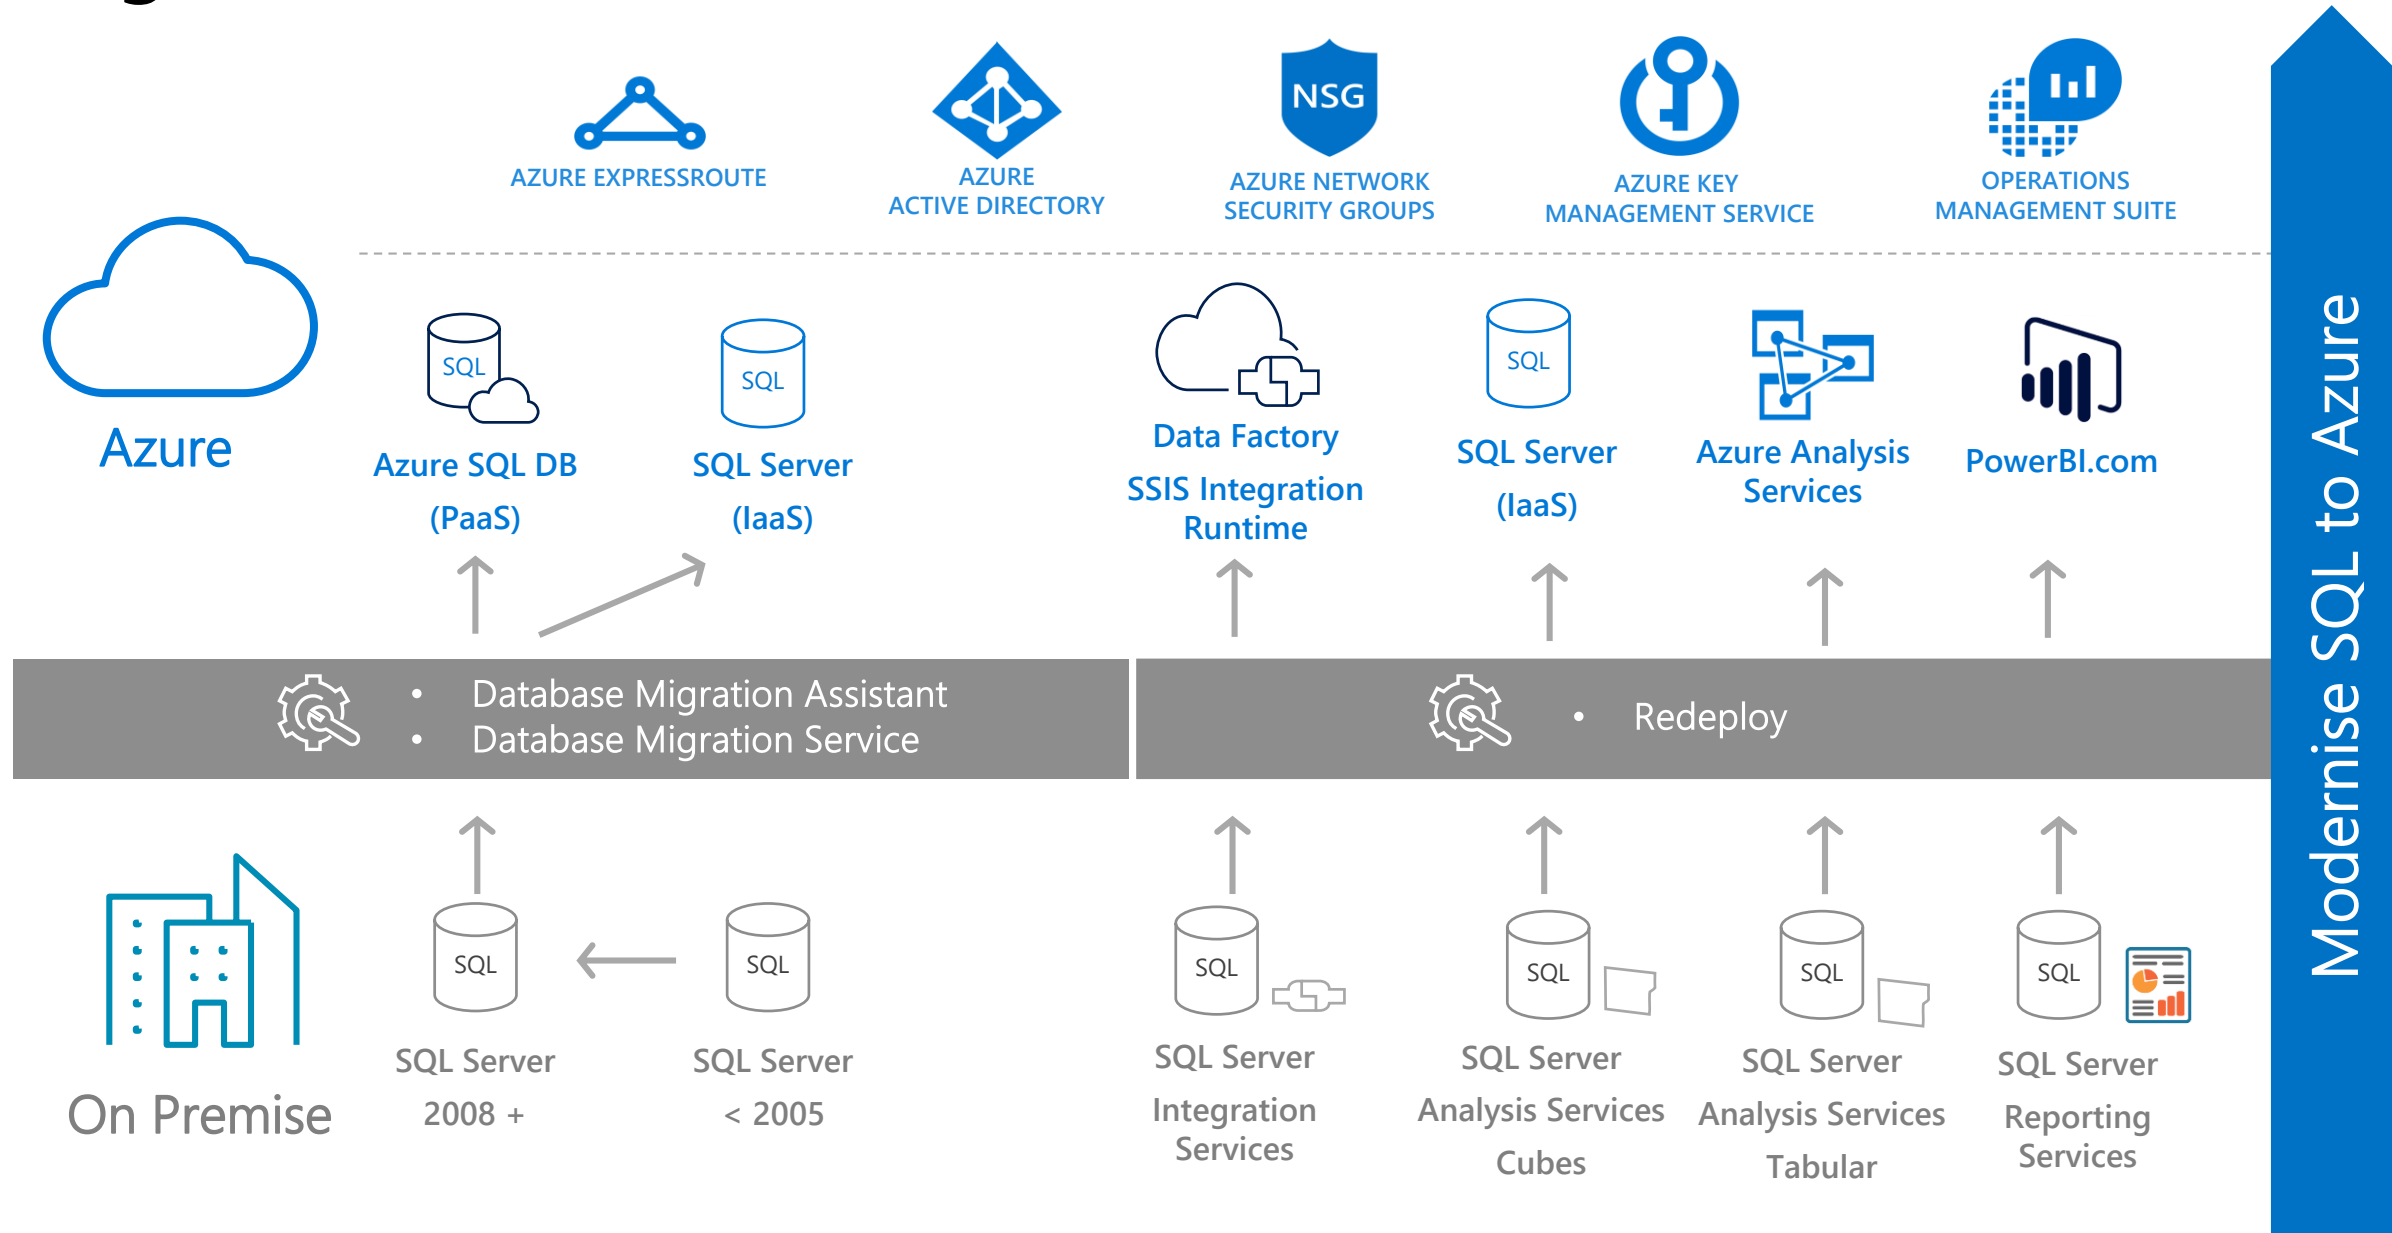 NSG
AZURE EXPRESSROUTE
AZURE
ACTIVE DIRECTORY
AZURE NETWORK
SECURITY GROUPS
AZURE KEY
MANAGEMENT SERVICE
OPERATIONS
MANAGEMENT SUITE
Azure
SQL
Azure SQL DB
(PaaS)
SQL
SQL Server
(IaaS)
Data Factory
SSIS Integration
Runtime
SQL
SQL Server
(IaaS)
Azure Analysis
Services
PowerBI.com
• Database Migration Assistant
• Database Migration Service
• Redeploy
On Premise
SQL
SQL Server
2008 +
SQL
SQL Server
< 2005
SQL
SQL Server
Integration
Services
SQL
SQL Server
Analysis Services
Cubes
SQL
SQL Server
Analysis Services
Tabular
SQL
SQL Server
Reporting
Services
Modernise SQL to Azure